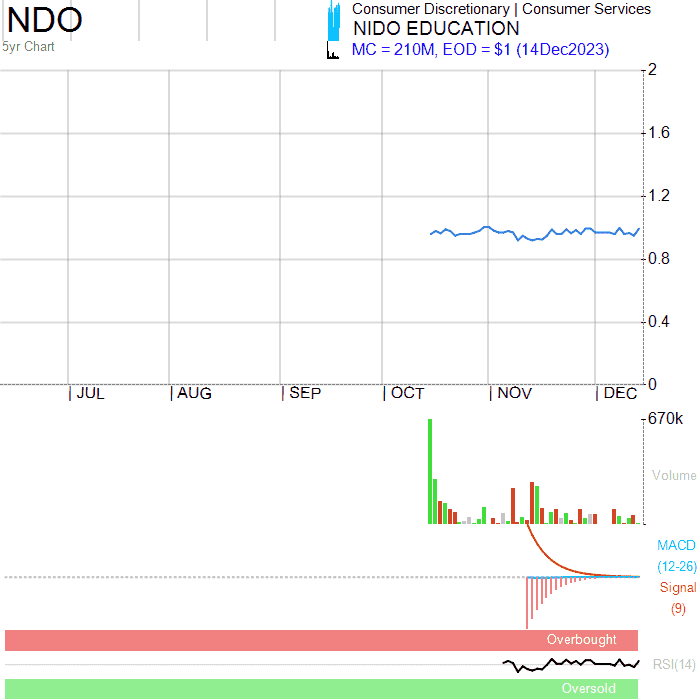 NDO
Consumer Discretionary | Consumer Services
NIDO EDUCATION
5yr Chart
MC = 210M, EOD = $1 (14Dec2023)
2
1.6
1.2
0.8
0.4
0
JUL AUG SEP OCT NOV DEC
670k
Volume
MACD
(12-26)
Signal
(9)
Overbought
RSI(14)
Oversold